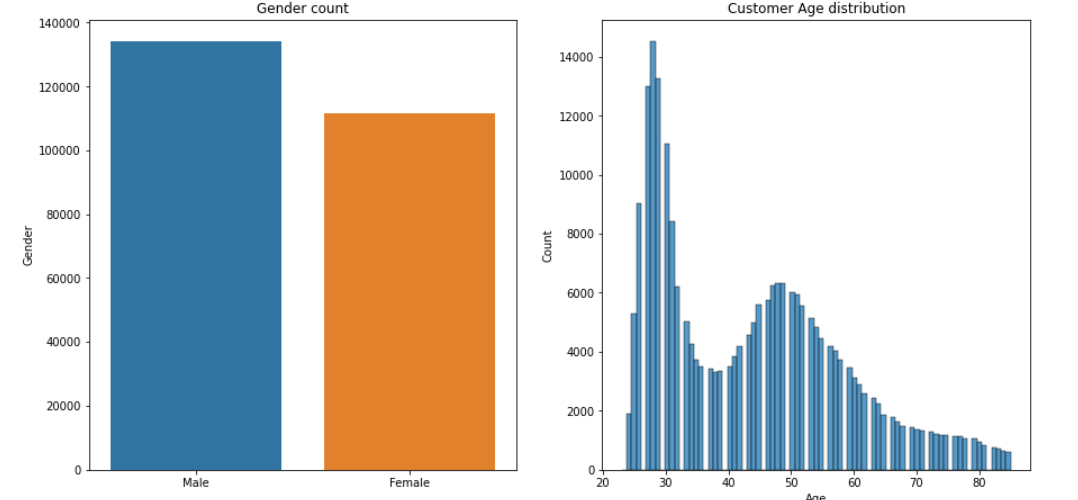 Gender count
140000
120000
100000
80000
60000
40000
20000
0
Gender
Male Female
Customer Age distribution
14000
12000
10000
8000
6000
4000
2000
0
Count
20 30 40 50 60 70 80
Age